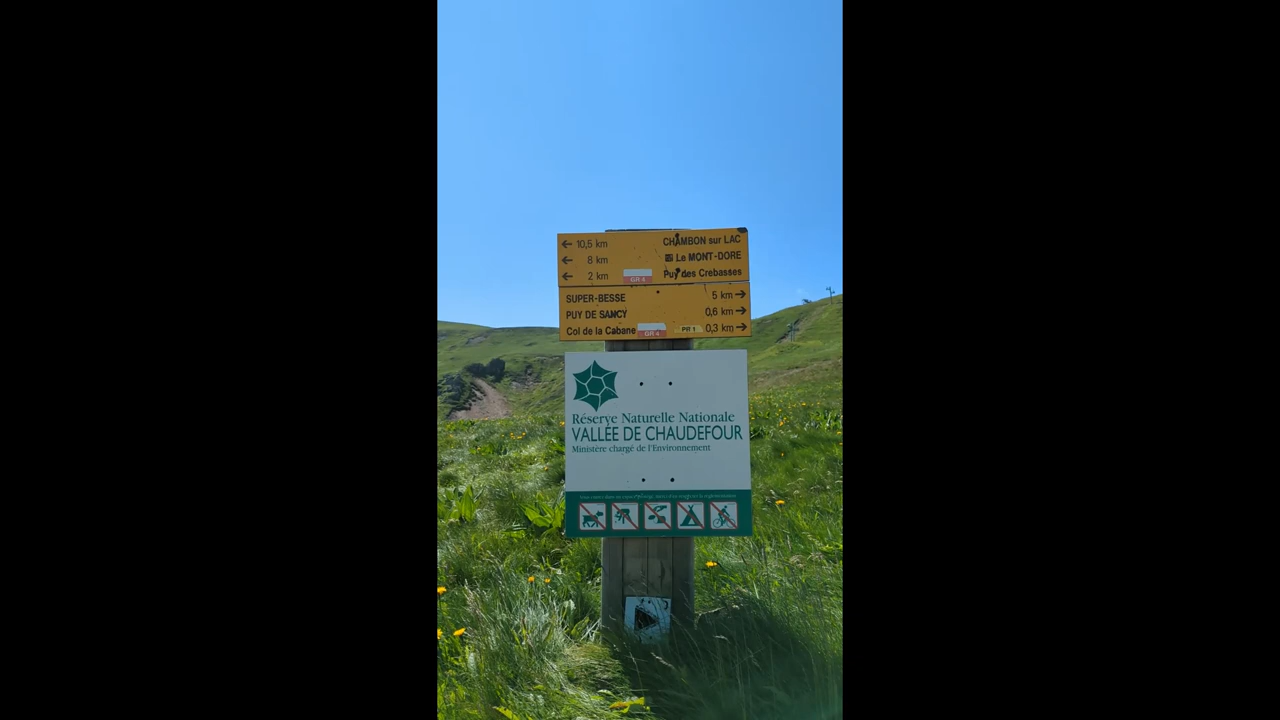 ← 10,5 km CHAMBON sur LAC
← 8 km Le MONT-DORE
← 2 km GR 4 Puy des Crebasses
SUPER-BESSE 5 km →
PUY DE SANCY 0,6 km →
Col de la Cabane GR 4 PR 1 0,3 km →
Réserve Naturelle Nationale
VALLÉE DE CHAUDEFOUR
Ministère chargé de l'Environnement